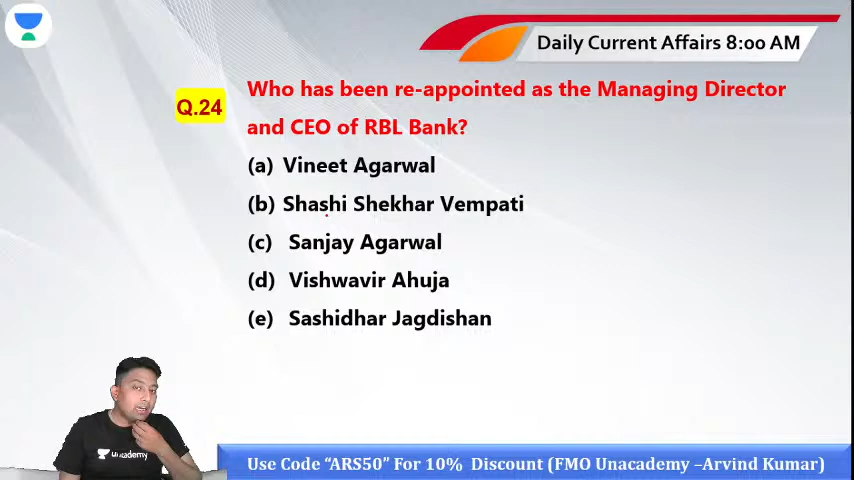 Daily Current Affairs 8:00 AM
Q.24
Who has been re-appointed as the Managing Director
and CEO of RBL Bank?
(a) Vineet Agarwal
(b) Shashi Shekhar Vempati
(c) Sanjay Agarwal
(d) Vishwavir Ahuja
(e) Sashidhar Jagdishan
unacademy
Use Code “ARS50” For 10% Discount (FMO Unacademy –Arvind Kumar)